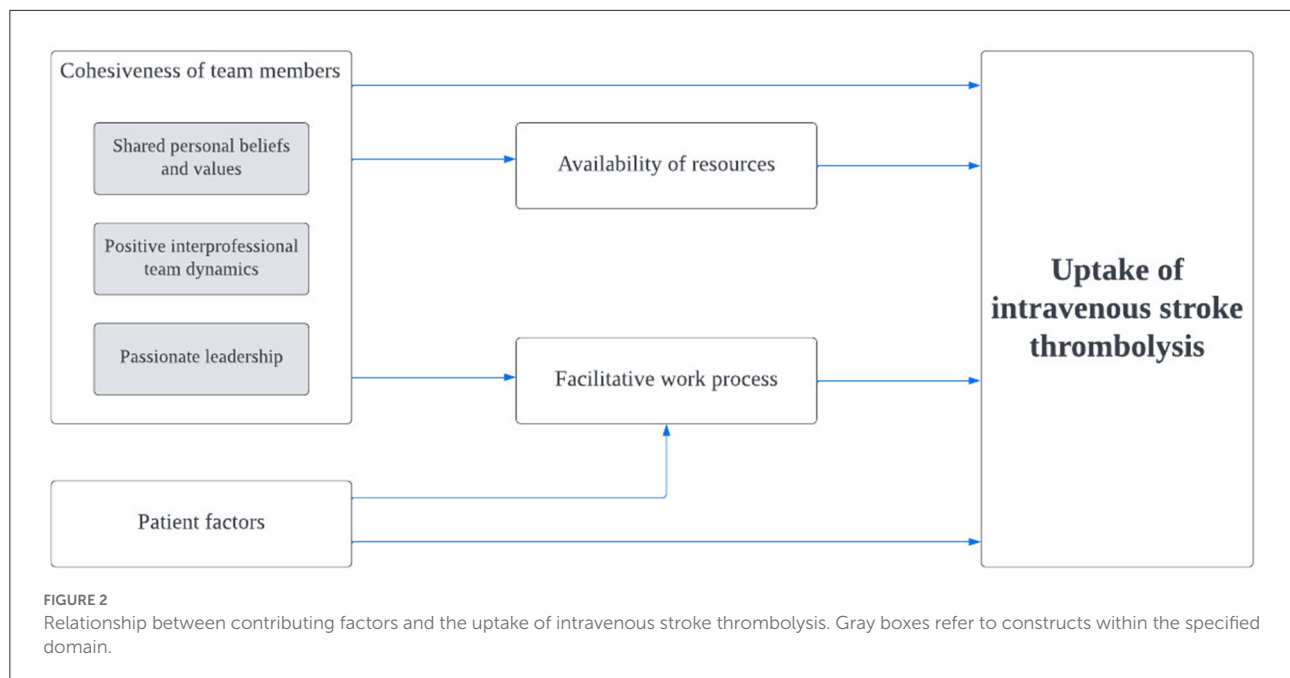 Cohesiveness of team members
Shared personal beliefs
and values
Positive interprofessional
team dynamics
Passionate leadership
Availability of resources
Facilitative work process
Patient factors
Uptake of
intravenous stroke
thrombolysis
FIGURE 2
Relationship between contributing factors and the uptake of intravenous stroke thrombolysis. Gray boxes refer to constructs within the specified
domain.